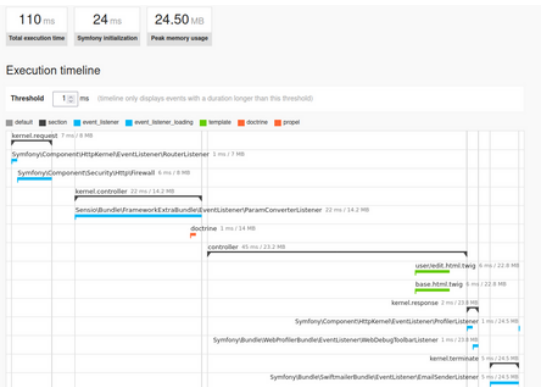 110 ms
24 ms
24.50 MB
Total execution time
Symfony initialization
Peak memory usage
Execution timeline
Threshold 1 ms (timeline only displays events with a duration longer than this threshold)
default section event_listener event_listener_loading template doctrine propel
kernel.request 7 ms / 8 MB
Symfony\Component\HttpKernel\EventListener\RouterListener 1 ms / 7 MB
Symfony\Component\Security\Http\Firewall 6 ms / 8 MB
kernel.controller 22 ms / 14.2 MB
Sensio\Bundle\FrameworkExtraBundle\EventListener\ParamConverterListener 22 ms / 14.2 MB
doctrine 1 ms / 14 MB
controller 45 ms / 23.2 MB
user/edit.html.twig 6 ms / 22.8 MB
base.html.twig 6 ms / 22.8 MB
kernel.response 2 ms / 23.8 MB
Symfony\Component\HttpKernel\EventListener\ProfilerListener 1 ms / 24.5 MB
Symfony\Bundle\WebProfilerBundle\EventListener\WebDebugToolbarListener 1 ms / 23.8 MB
kernel.terminate 5 ms / 24.5 MB
Symfony\Bundle\SwiftmailerBundle\EventListener\EmailSenderListener 5 ms / 24.5 MB